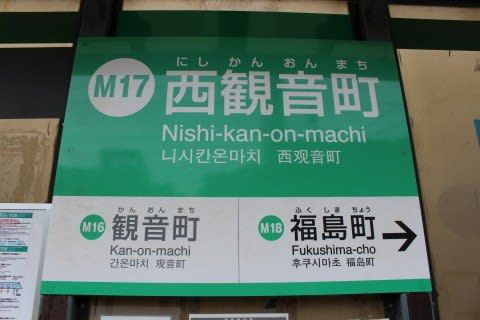 にし かん おん まち
M17 西観音町
Nishi-kan-on-machi
니시칸온마치 西观音町
かん おん まち
M16 観音町
Kan-on-machi
간온마치 观音町
ふく しま ちょう
M18 福島町
Fukushima-cho
후쿠시마초 福島町